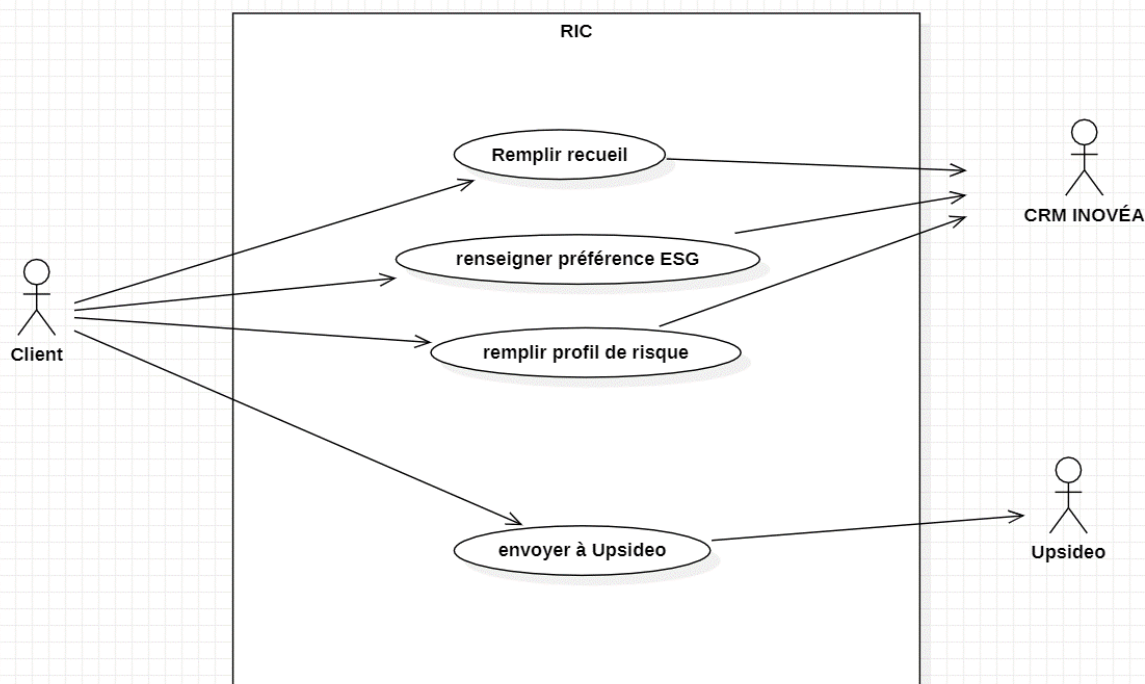 RIC
Remplir recueil
CRM INOVÉA
renseigner préférence ESG
Client
remplir profil de risque
envoyer à Upsideo
Upsideo